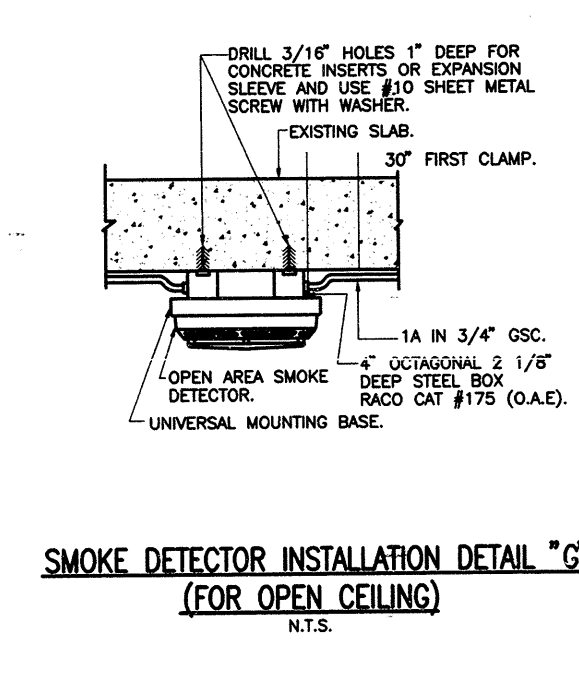 DRILL 3/16" HOLES 1" DEEP FOR
CONCRETE INSERTS OR EXPANSION
SLEEVE AND USE #10 SHEET METAL
SCREW WITH WASHER.
EXISTING SLAB.
30" FIRST CLAMP.
1A IN 3/4" GSC.
4" OCTAGONAL 2 1/8"
DEEP STEEL BOX
RACO CAT #175 (O.A.E).
OPEN AREA SMOKE
DETECTOR.
UNIVERSAL MOUNTING BASE.
SMOKE DETECTOR INSTALLATION DETAIL "G"
(FOR OPEN CEILING)
N.T.S.